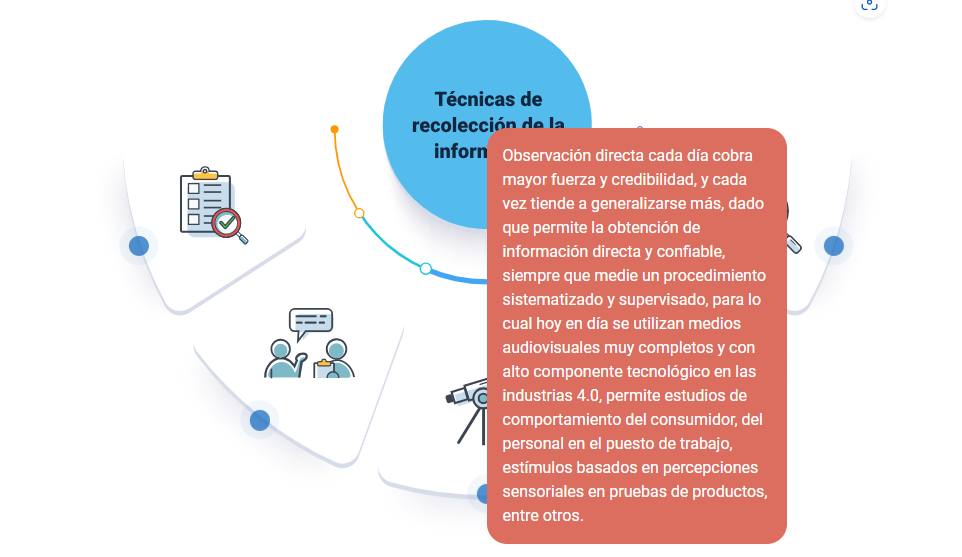 Técnicas de
recolección de la
inform
Observación directa cada día cobra
mayor fuerza y credibilidad, y cada
vez tiende a generalizarse más, dado
que permite la obtención de
información directa y confiable,
siempre que medie un procedimiento
sistematizado y supervisado, para lo
cual hoy en día se utilizan medios
audiovisuales muy completos y con
alto componente tecnológico en las
industrias 4.0, permite estudios de
comportamiento del consumidor, del
personal en el puesto de trabajo,
estímulos basados en percepciones
sensoriales en pruebas de productos,
entre otros.